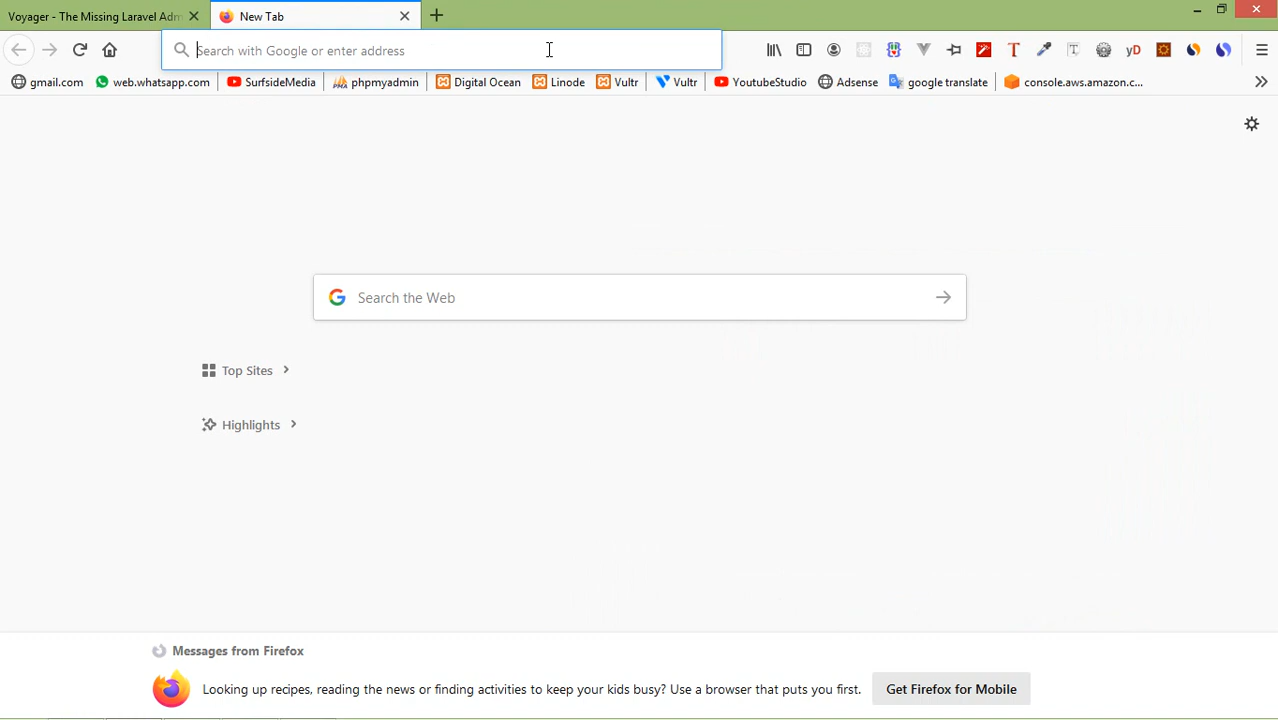 Voyager - The Missing Laravel Adm
New Tab
Search with Google or enter address
gmail.com
web.whatsapp.com
SurfsideMedia
phpmyadmin
Digital Ocean
Linode
Vultr
Vultr
YoutubeStudio
Adsense
google translate
console.aws.amazon.c...
Search the Web
Top Sites
Highlights
Messages from Firefox
Looking up recipes, reading the news or finding activities to keep your kids busy? Use a browser that puts you first.
Get Firefox for Mobile